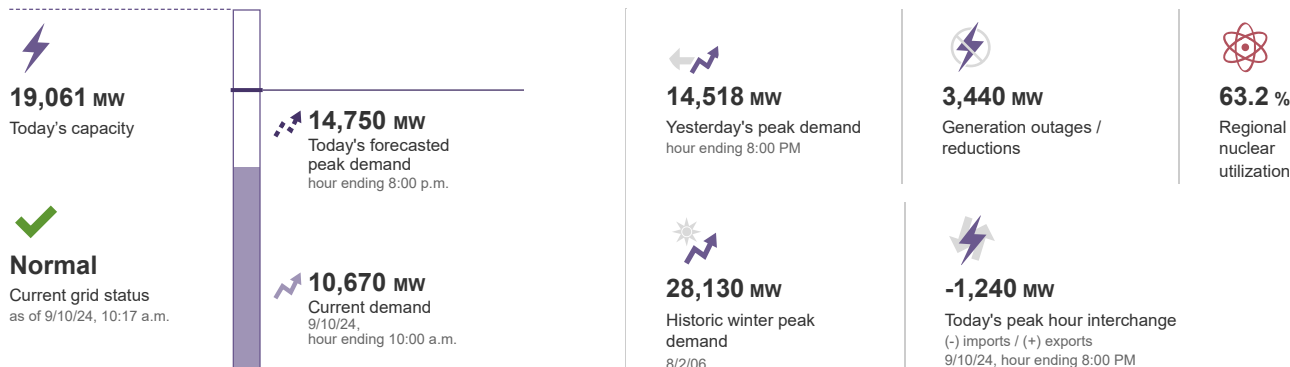 19,061 MW
Today's capacity
Normal
Current grid status
as of 9/10/24, 10:17 a.m.
14,750 MW
Today's forecasted
peak demand
hour ending 8:00 p.m.
10,670 MW
Current demand
9/10/24,
hour ending 10:00 a.m.
14,518 MW
Yesterday's peak demand
hour ending 8:00 PM
3,440 MW
Generation outages /
reductions
63.2 %
Regional
nuclear
utilization
28,130 MW
Historic winter peak
demand
8/2/06
-1,240 MW
Today's peak hour interchange
(-) imports / (+) exports
9/10/24, hour ending 8:00 PM